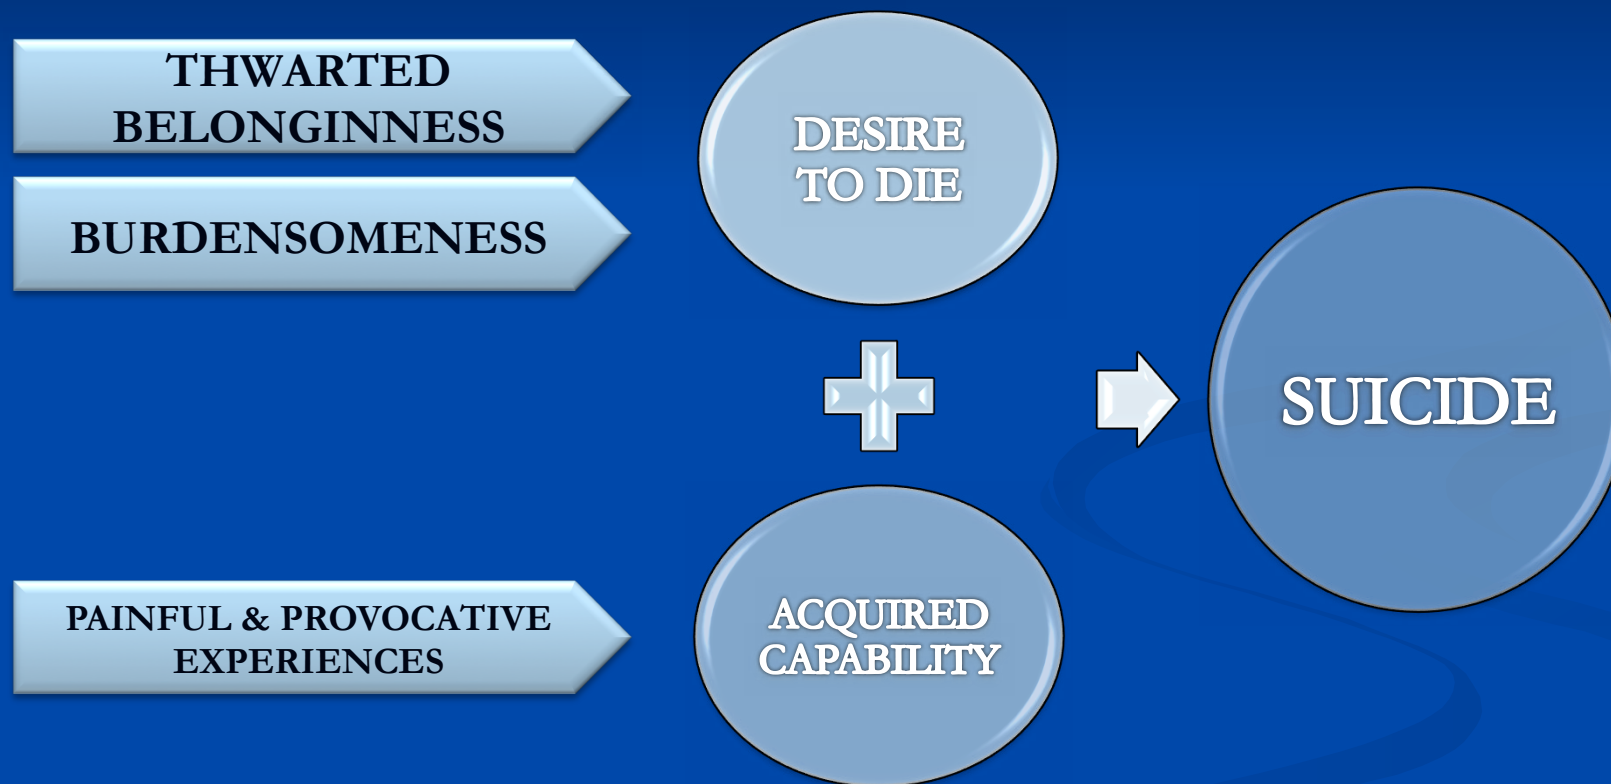 THWARTED
BELONGINNESS
BURDENSOMENESS
DESIRE
TO DIE
SUICIDE
PAINFUL & PROVOCATIVE
EXPERIENCES
ACQUIRED
CAPABILITY